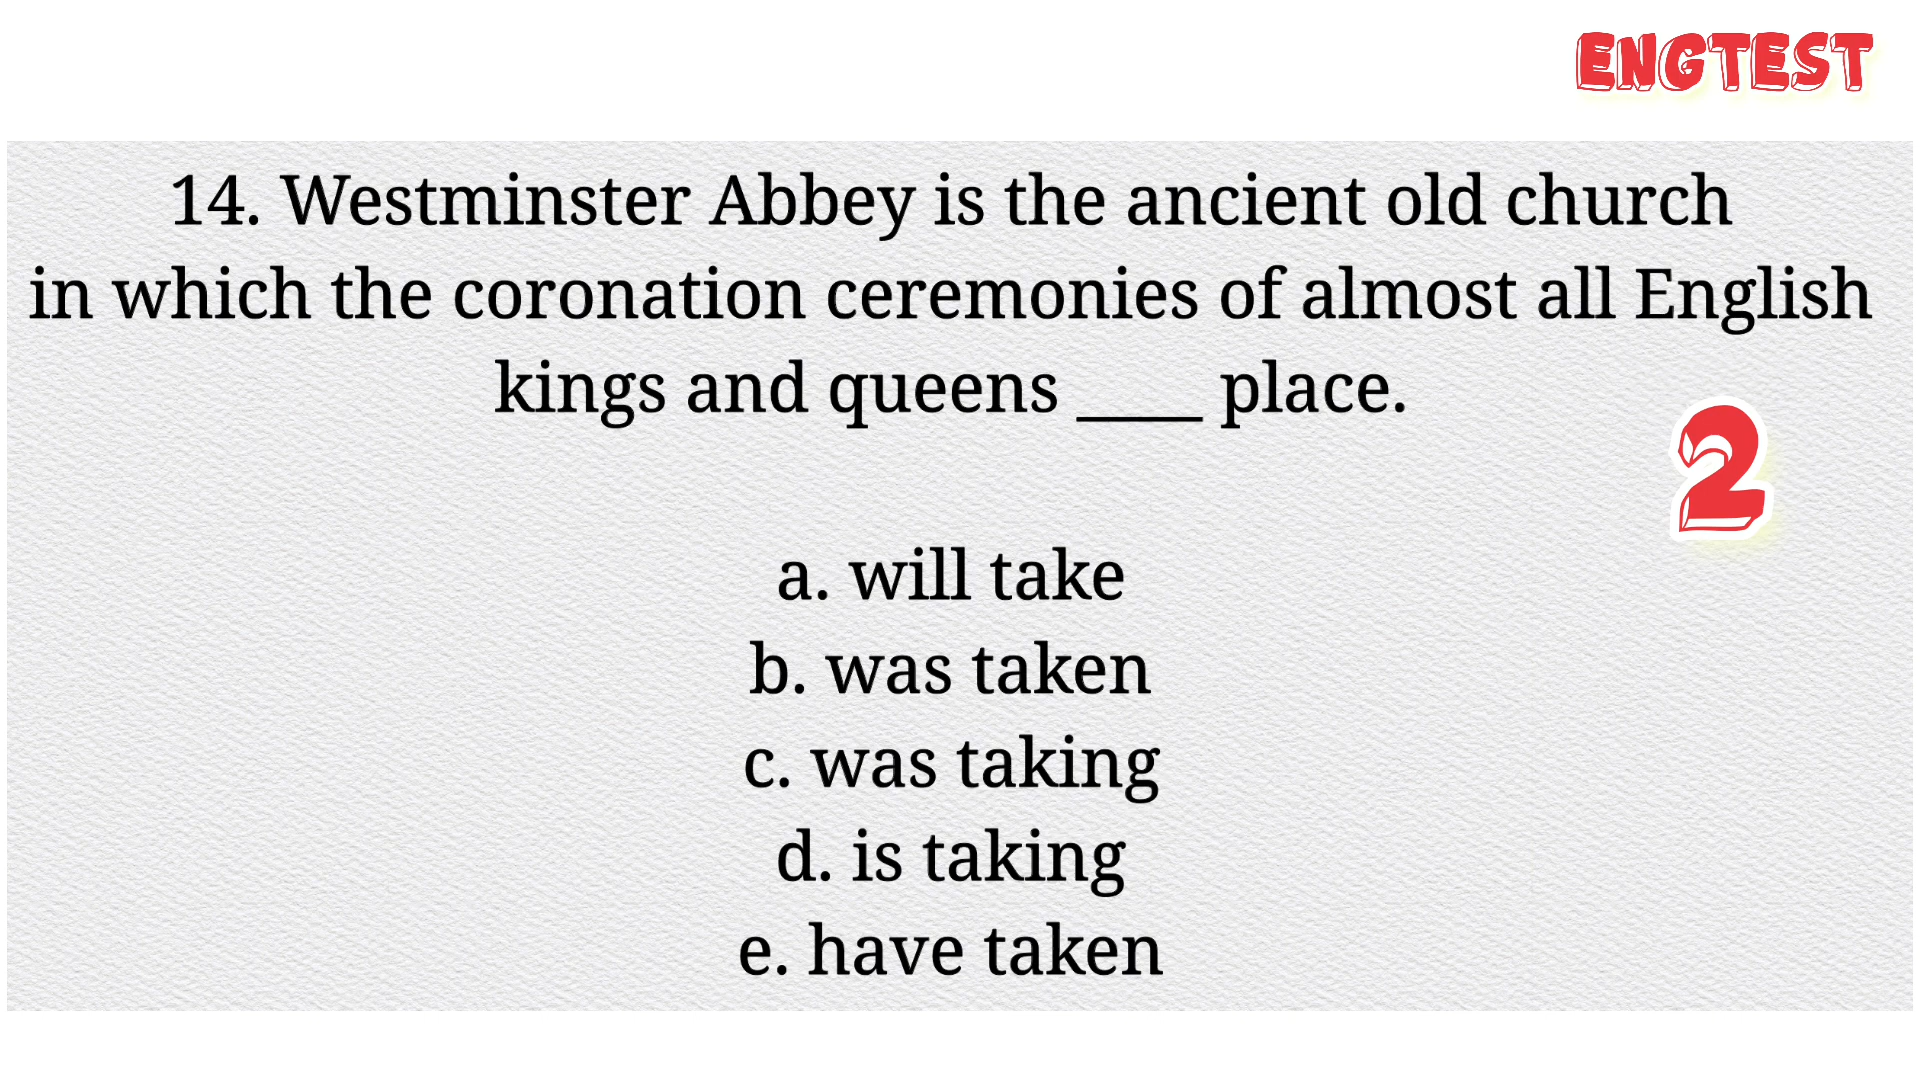 ENGTEST
14. Westminster Abbey is the ancient old church
in which the coronation ceremonies of almost all English
kings and queens ____ place.
2
a. will take
b. was taken
c. was taking
d. is taking
e. have taken